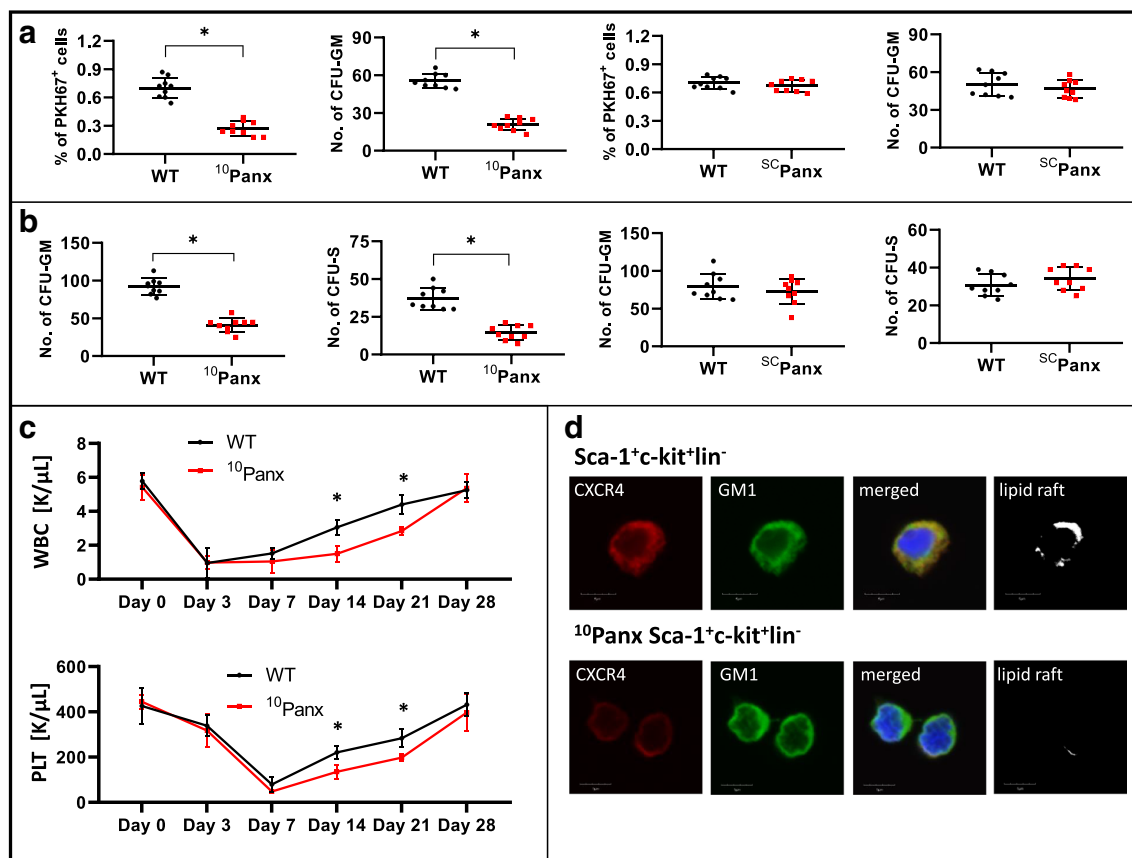 a
% of PKH67⁺ cells
1.2
0.9
0.6
0.3
0.0
WT
¹⁰Panx
*
No. of CFU-GM
90
60
30
0
WT
¹⁰Panx
*
% of PKH67⁺ cells
1.2
0.9
0.6
0.3
0.0
WT
ˢᶜPanx
No. of CFU-GM
90
60
30
0
WT
ˢᶜPanx
b
No. of CFU-GM
150
100
50
0
WT
¹⁰Panx
*
No. of CFU-S
75
50
25
0
WT
¹⁰Panx
*
No. of CFU-GM
150
100
50
0
WT
ˢᶜPanx
No. of CFU-S
60
40
20
0
WT
ˢᶜPanx
c
WT
¹⁰Panx
WBC [K/µL]
8
6
4
2
0
* *
Day 0 Day 3 Day 7 Day 14 Day 21 Day 28
WT
¹⁰Panx
PLT [K/µL]
600
400
200
0
* *
Day 0 Day 3 Day 7 Day 14 Day 21 Day 28
d
Sca-1⁺c-kit⁺lin⁻
CXCR4 GM1 merged lipid raft
¹⁰Panx Sca-1⁺c-kit⁺lin⁻
CXCR4 GM1 merged lipid raft